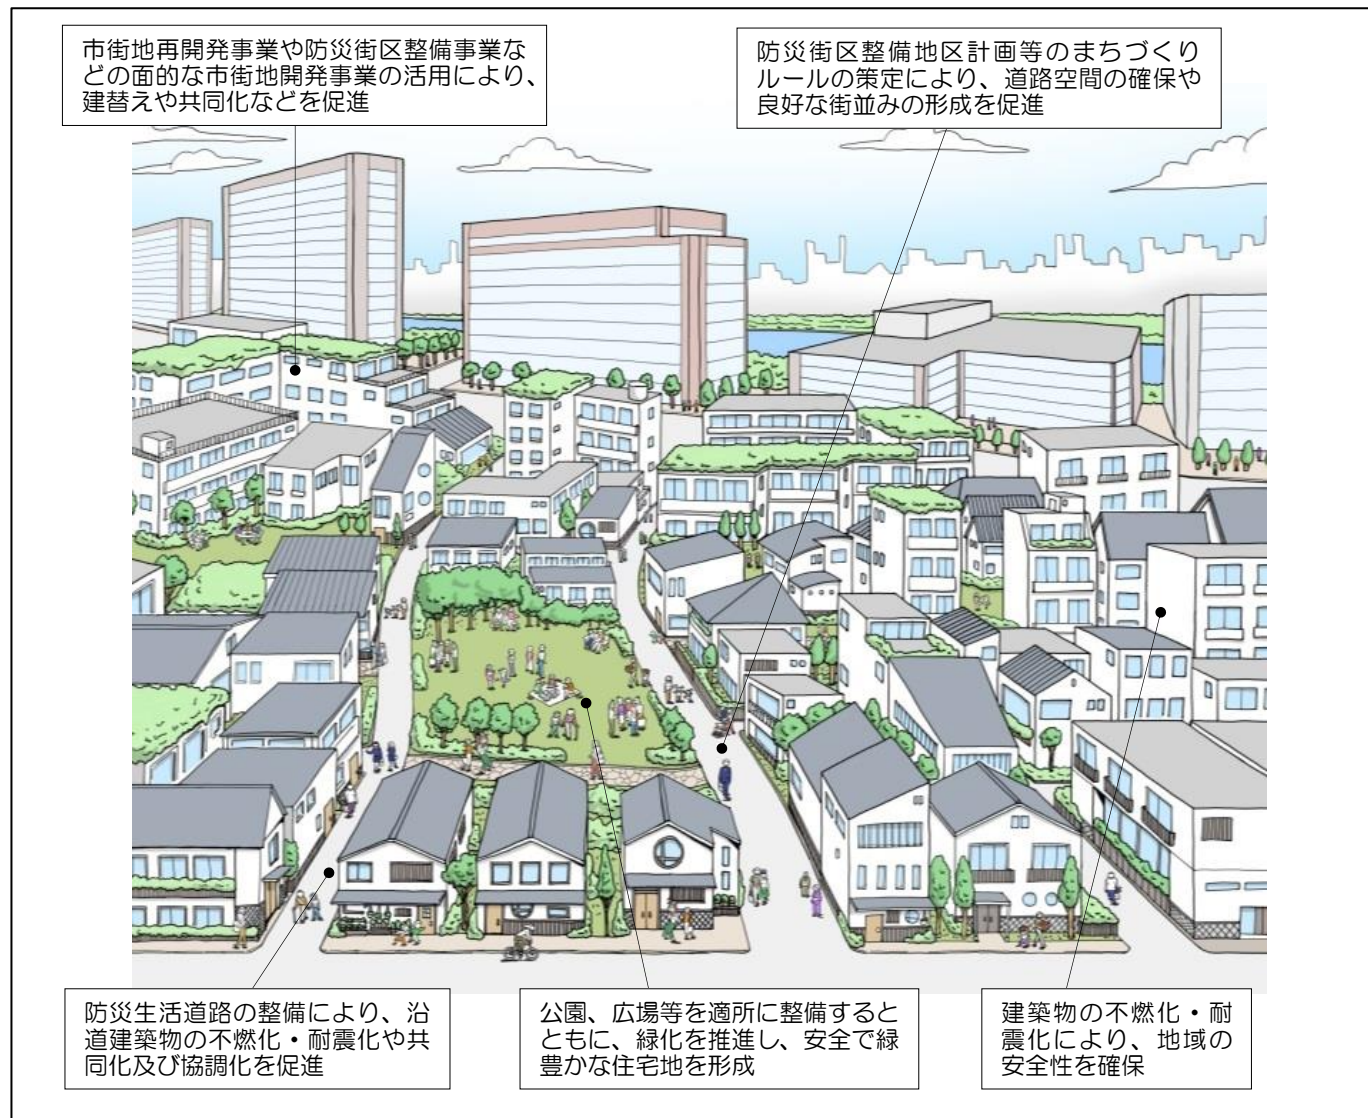 市街地再開発事業や防災街区整備事業な
どの面的な市街地開発事業の活用により、
建替えや共同化などを促進
防災街区整備地区計画等のまちづくり
ルールの策定により、道路空間の確保や
良好な街並みの形成を促進
防災生活道路の整備により、沿
道建築物の不燃化・耐震化や共
同化及び協調化を促進
公園、広場等を適所に整備すると
ともに、緑化を推進し、安全で緑
豊かな住宅地を形成
建築物の不燃化・耐
震化により、地域の
安全性を確保